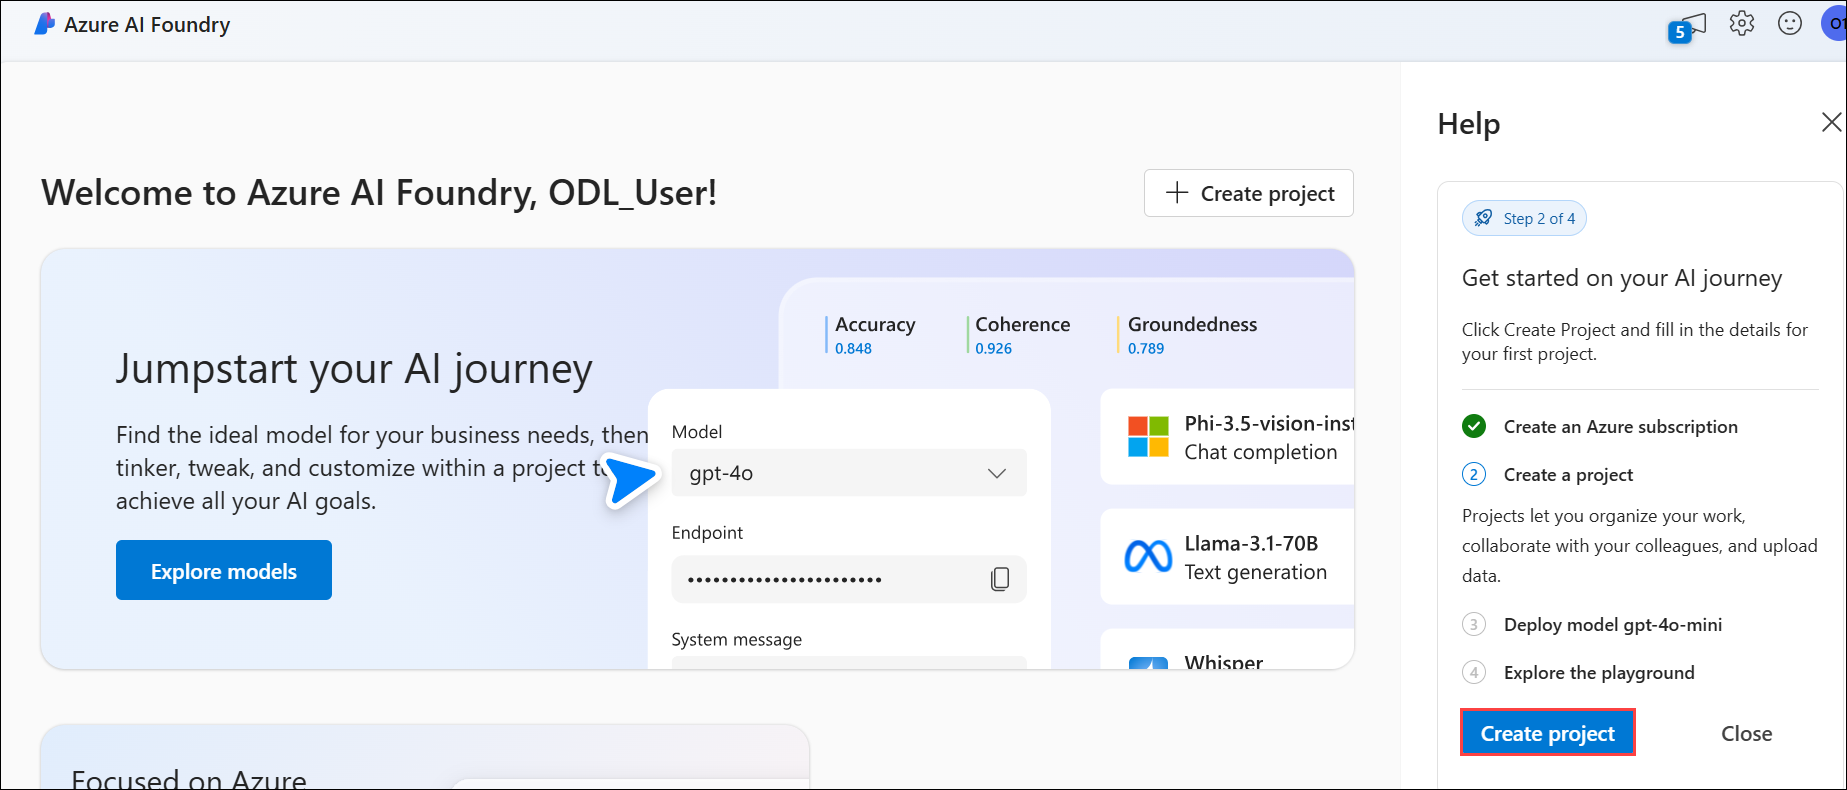 Azure AI Foundry
5
Welcome to Azure AI Foundry, ODL_User!
Create project
Jumpstart your AI journey
Find the ideal model for your business needs, then
tinker, tweak, and customize within a project
achieve all your AI goals.
Explore models
Accuracy
0.848
Coherence
0.926
Groundedness
0.789
Model
gpt-4o
Endpoint
System message
Phi-3.5-vision-inst
Chat completion
Llama-3.1-70B
Text generation
Whisper
Focused on Azure
Help
Step 2 of 4
Get started on your AI journey
Click Create Project and fill in the details for
your first project.
Create an Azure subscription
2 Create a project
Projects let you organize your work,
collaborate with your colleagues, and upload
data.
3 Deploy model gpt-4o-mini
4 Explore the playground
Create project
Close